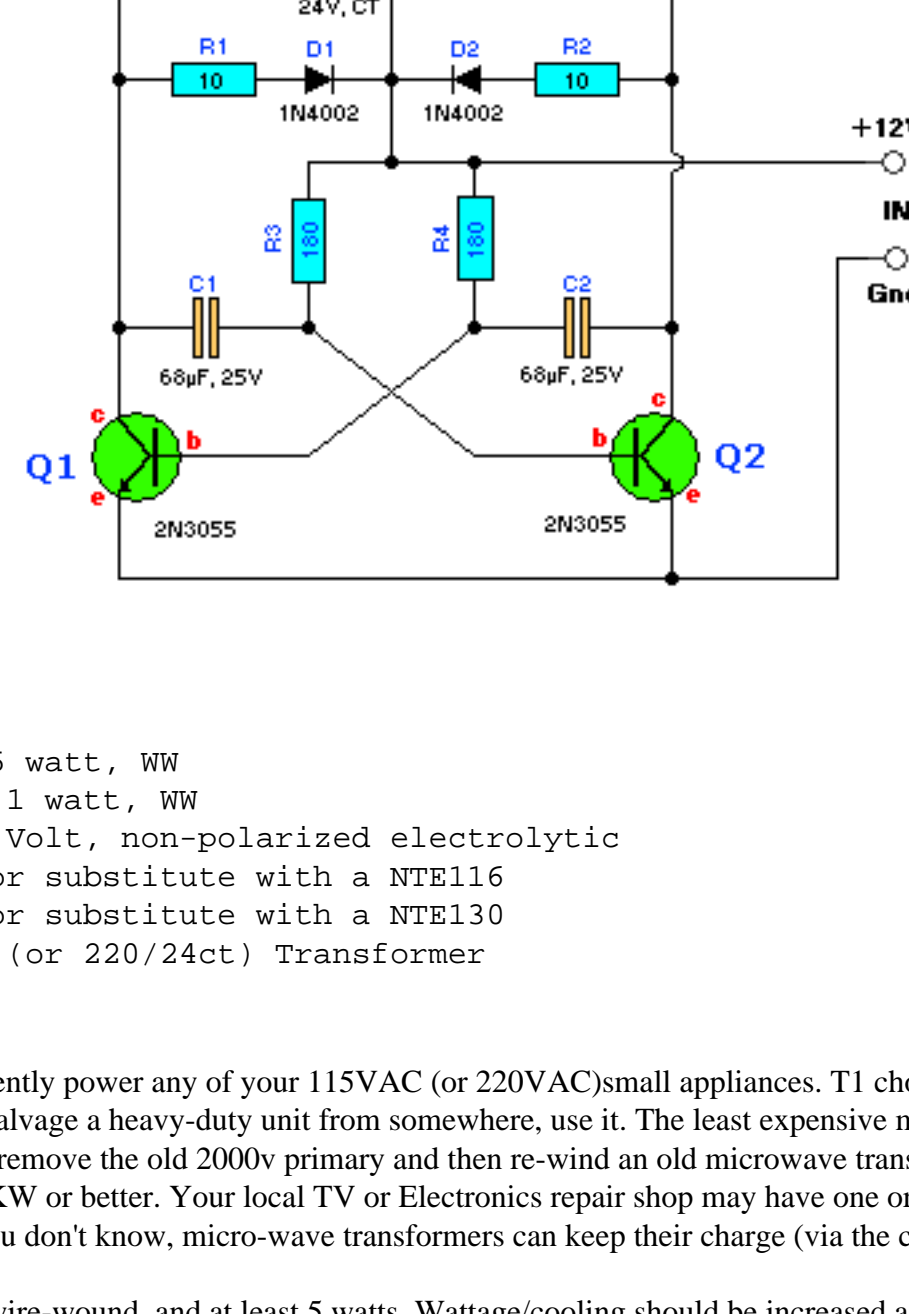 24V, CT
R1 D1 D2 R2
10 10
1N4002 1N4002
+12V
IN
R3 180 R4 180
C1 C2
Gnd
68µF, 25V 68µF, 25V
c c
Q1 b b Q2
e e
2N3055 2N3055
5 watt, WW
1 watt, WW
Volt, non-polarized electrolytic
or substitute with a NTE116
or substitute with a NTE130
(or 220/24ct) Transformer
ently power any of your 115VAC (or 220VAC)small appliances. T1 cho
alvage a heavy-duty unit from somewhere, use it. The least expensive
remove the old 2000v primary and then re-wind an old microwave trans
KW or better. Your local TV or Electronics repair shop may have one or
u don't know, micro-wave transformers can keep their charge (via the c
wire-wound, and at least 5 watts. Wattage/cooling should be increased a